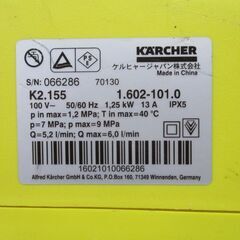 KÄRCHER
ケルヒャージャパン株式会社
Made in China
S/N: 066286 70130
K2.155 1.602-101.0
100 V~ 50/60 Hz 1,25 kW 13 A IPX5
p in max=1,2 MPa; T in max=40 °C
p=7 MPa; p max=9 MPa
Q=5,2 l/min; Q max=6,0 l/min
16021010066286
Alfred Kärcher GmbH & Co.KG, P.O.Box 160, 71349 Winnenden, Germany